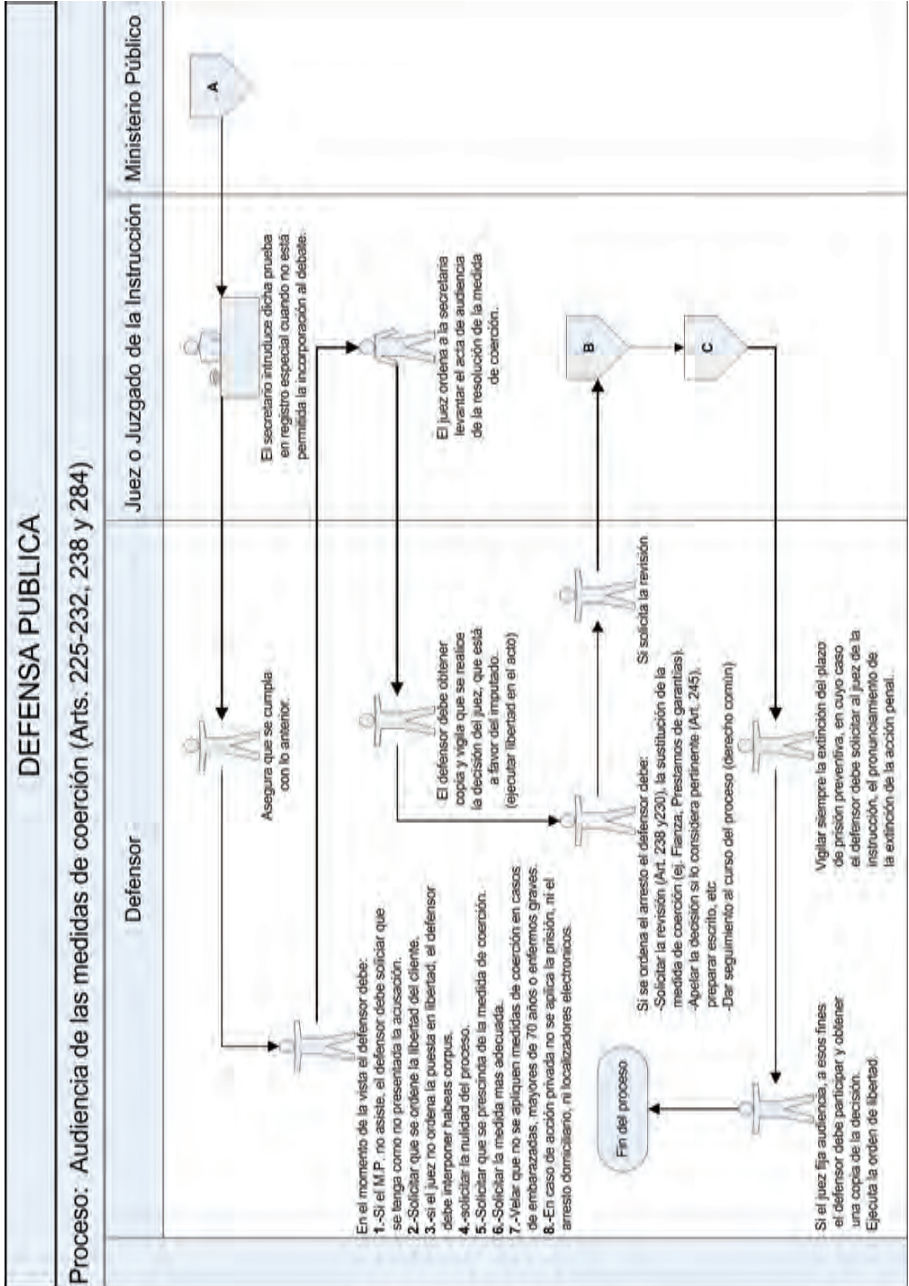 DEFENSA PUBLICA
Proceso: Audiencia de las medidas de coerción (Arts. 225-232, 238 y 284)
Defensor
Juez o Juzgado de la Instrucción
Ministerio Público
A
El secretario intruduce dicha prueba
en registro especial cuando no está
permitida la incorporación al debate.
Asegura que se cumpla
con lo anterior.
En el momento de la vista el defensor debe:
1.-Si el M.P. no asiste, el defensor debe soliciar que
se tenga como no presentada la acusación.
2.-Solicitar que se ordene la libertad del cliente.
3.-si el juez no ordena la puesta en libertad, el defensor
debe interponer habeas corpus.
4.-solicitar la nulidad del proceso.
5.-Solicitar que se prescinda de la medida de coerción.
6.-Solicitar la medida mas adecuada.
7.-Velar que no se apliquen medidas de coerción en casos
de embarazadas, mayores de 70 años o enfermos graves.
8.-En caso de acción privada no se aplica la prisión, ni el
arresto domiciliario, ni localizadores electronicos.
El juez ordena a la secretaria
levantar el acta de audiencia
de la resolución de la medida
de coerción.
El defensor debe obtener
copia y vigila que se realice
la decisión del juez, que está
a favor del imputado.
(ejecutar libertad en el acto)
Si se ordena el arresto el defensor debe:
-Solicitar la revisión (Art. 238 y230), la sustitución de la
medida de coerción (ej. Fianza, Prestamos de garantías).
-Apelar la decisión si lo considera pertinente (Art. 245).
preparar escrito, etc
-Dar seguimiento al curso del proceso (derecho común)
Si solicita la revisión
B
C
Vigilar siempre la extinción del plazo
de prisión preventiva, en cuyo caso
el defensor debe solicitar al juez de la
instrucción, el pronunciamiento de
la extinción de la acción penal.
Si el juez fija audiencia, a esos fines
el defensor debe participar y obtener
una copia de la decisión.
Ejecuta la orden de libertad.
Fin del proceso